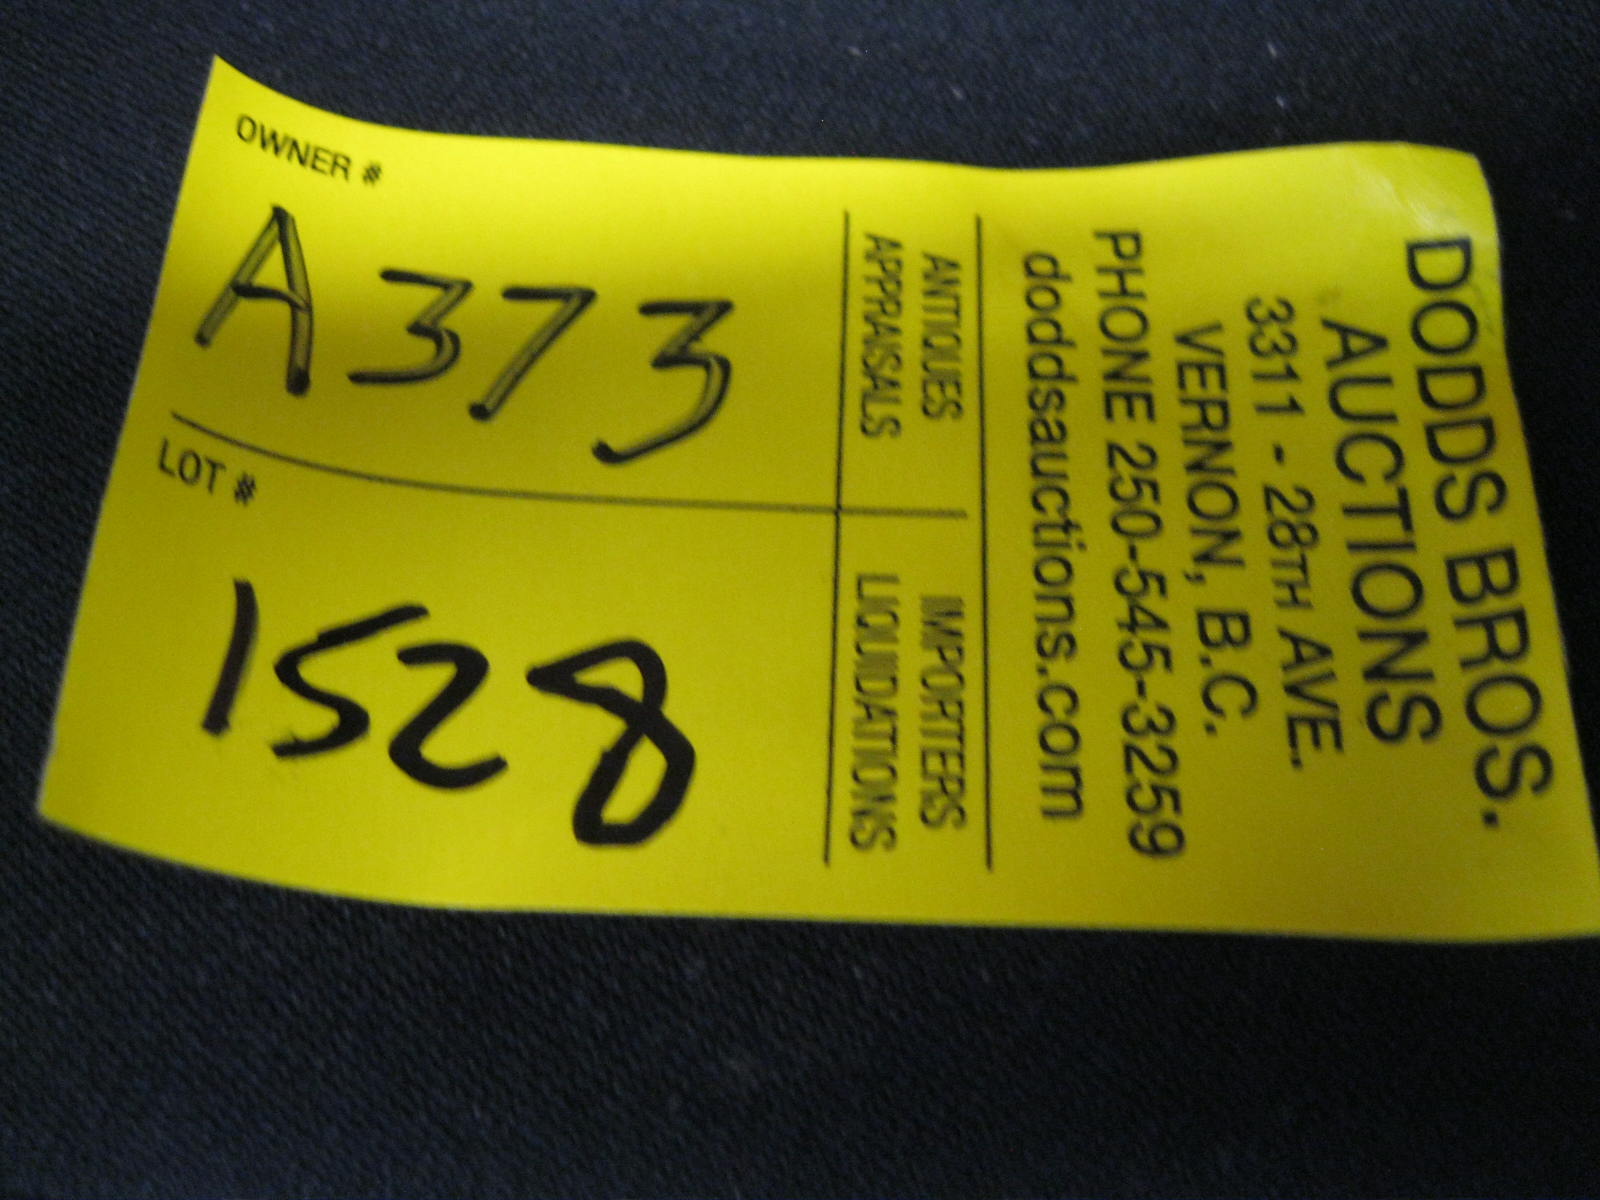 OWNER #
A373
LOT #
1528
DODDS BROS.
AUCTIONS
3311 - 28TH AVE.
VERNON, B.C.
PHONE 250-545-3259
doddsauctions.com
ANTIQUES IMPORTERS
APPRAISALS LIQUIDATIONS